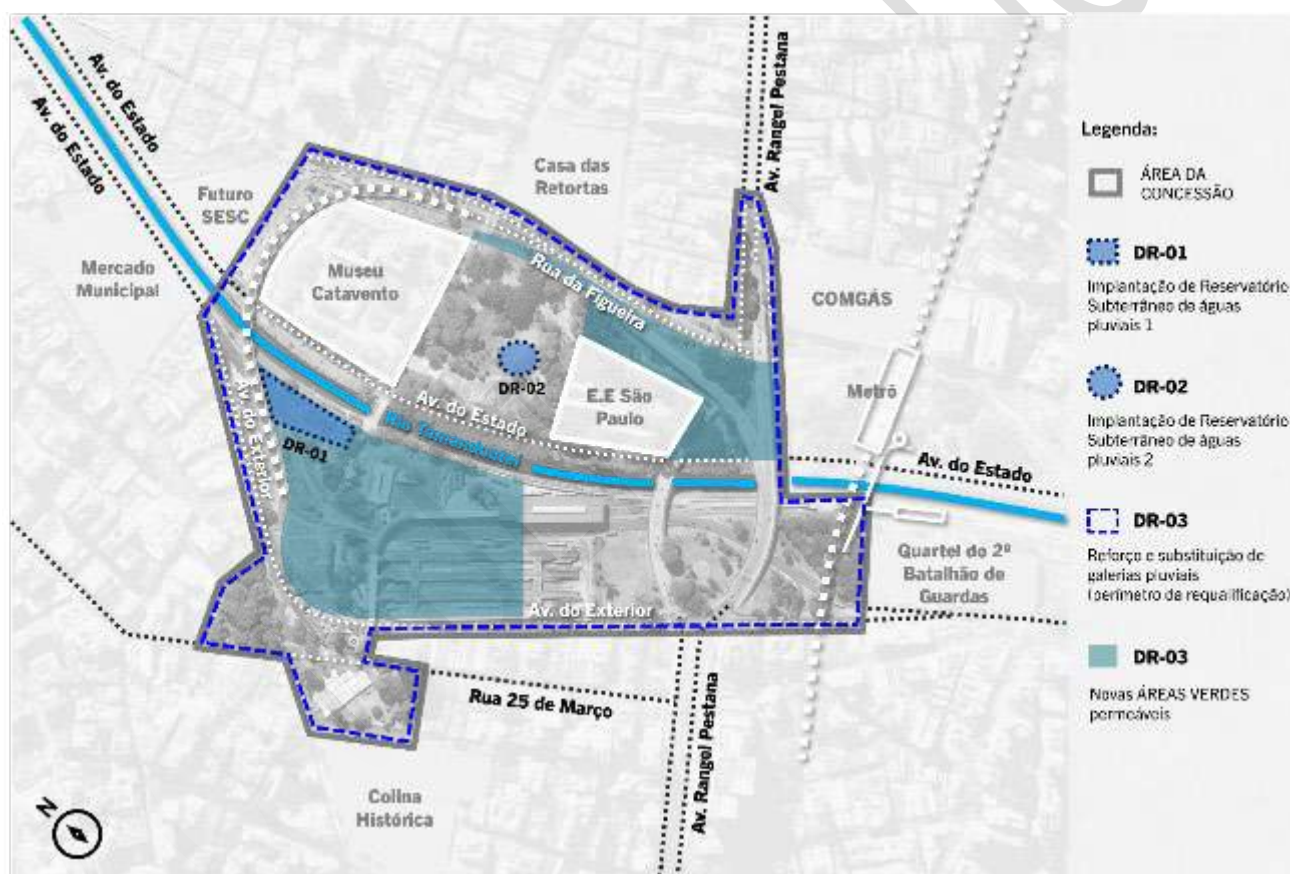 Av. do Estado
Av. do Estado
Futuro
SESC
Mercado
Municipal
Museu
Catavento
Casa das
Retortas
Rua da Figueira
Av. Rangel Pestana
COMGÁS
Metrô
DR-02
E.E São
Paulo
Av. do Estado
Rio Tamanduateí
DR-01
Av. do Exterior
Av. do Estado
Quartel do 2º
Batalhão de
Guardas
Av. do Exterior
Rua 25 de Março
Av. Rangel Pestana
Colina
Histórica
N
Legenda:
ÁREA DA
CONCESSÃO
DR-01
Implantação de Reservatório
Subterrâneo de águas
pluviais 1
DR-02
Implantação de Reservatório
Subterrâneo de águas
pluviais 2
DR-03
Reforço e substituição de
galerias pluviais
(perímetro da requalificação)
DR-03
Novas ÁREAS VERDES
permeáveis